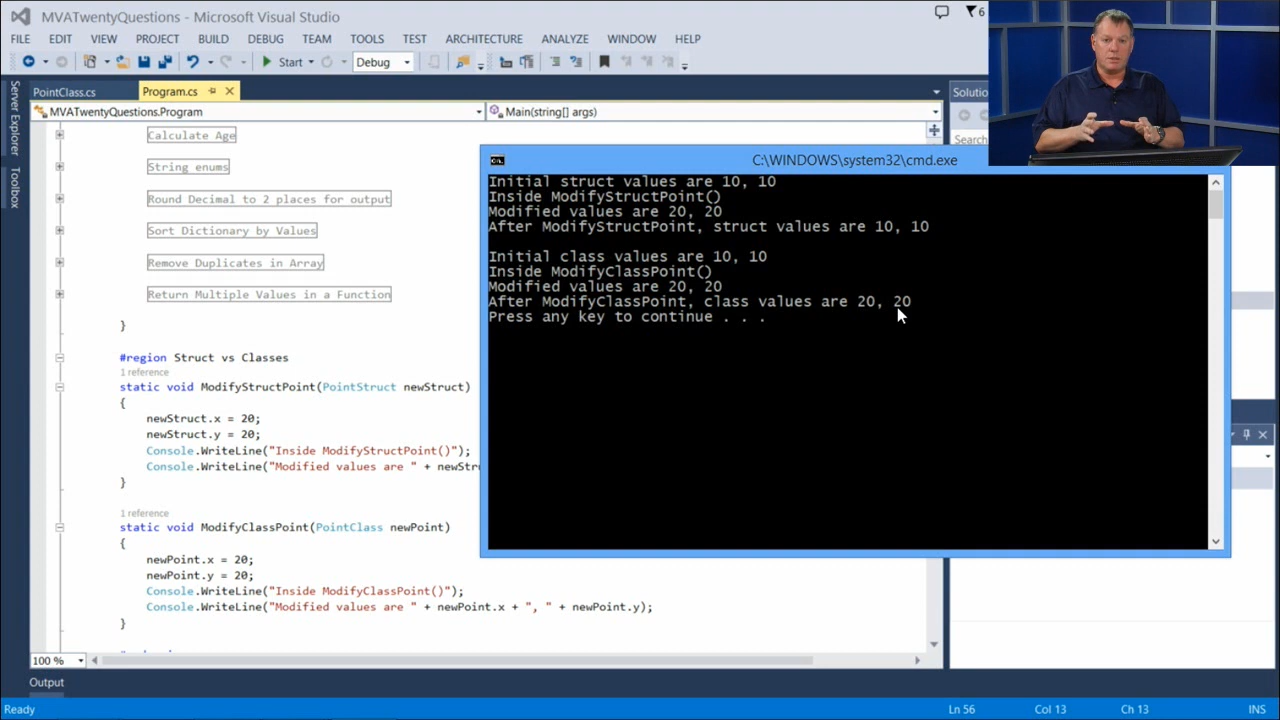 MVATwentyQuestions - Microsoft Visual Studio
6
FILE EDIT VIEW PROJECT BUILD DEBUG TEAM TOOLS TEST ARCHITECTURE ANALYZE WINDOW HELP
Start Debug
Server Explorer
Toolbox
PointClass.cs Program.cs
MVATwentyQuestions.Program Main(string[] args)
Calculate Age
String enums
Round Decimal to 2 places for output
Sort Dictionary by Values
Remove Duplicates in Array
Return Multiple Values in a Function
}
#region Struct vs Classes
1 reference
static void ModifyStructPoint(PointStruct newStruct)
{
newStruct.x = 20;
newStruct.y = 20;
Console.WriteLine("Inside ModifyStructPoint()");
Console.WriteLine("Modified values are " + newStru
}
1 reference
static void ModifyClassPoint(PointClass newPoint)
{
newPoint.x = 20;
newPoint.y = 20;
Console.WriteLine("Inside ModifyClassPoint()");
Console.WriteLine("Modified values are " + newPoint.x + ", " + newPoint.y);
}
100 %
C:\WINDOWS\system32\cmd.exe
Initial struct values are 10, 10
Inside ModifyStructPoint()
Modified values are 20, 20
After ModifyStructPoint, struct values are 10, 10
Initial class values are 10, 10
Inside ModifyClassPoint()
Modified values are 20, 20
After ModifyClassPoint, class values are 20, 20
Press any key to continue . . .
Solution
Search
Output
Ready Ln 56 Col 13 Ch 13 INS